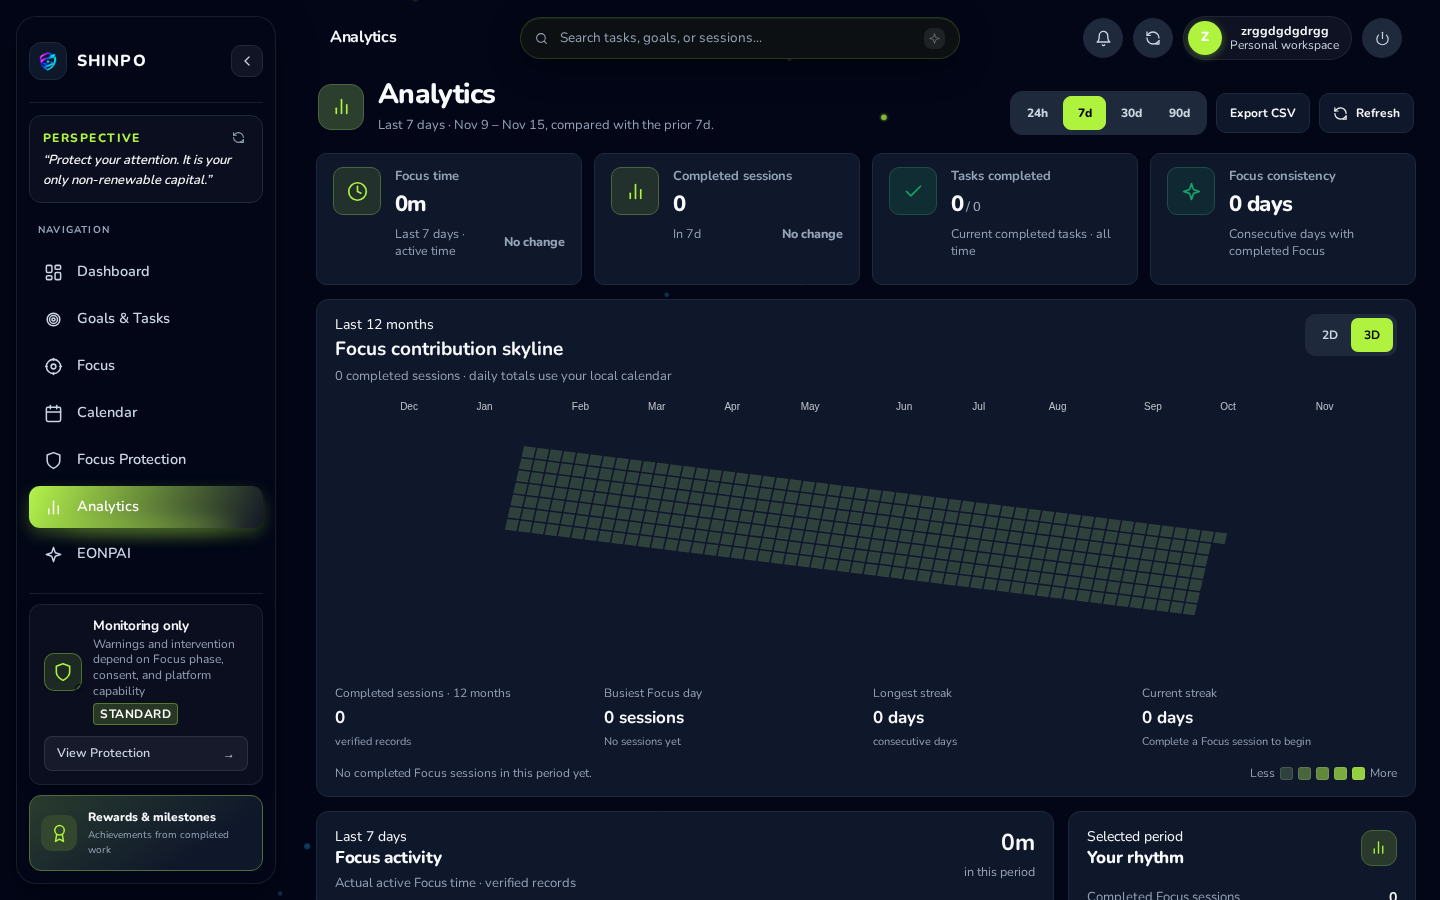 SHINPO
PERSPECTIVE
“Protect your attention. It is your
only non-renewable capital.”
NAVIGATION
Dashboard
Goals & Tasks
Focus
Calendar
Focus Protection
Analytics
EONPAI
Monitoring only
Warnings and intervention
depend on Focus phase,
consent, and platform
capability
STANDARD
View Protection →
Rewards & milestones
Achievements from completed
work
Analytics
Search tasks, goals, or sessions...
Z
zrggdgdgdrgg
Personal workspace
Analytics
Last 7 days · Nov 9 – Nov 15, compared with the prior 7d.
24h 7d 30d 90d
Export CSV
Refresh
Focus time
0m
Last 7 days ·
active time
No change
Completed sessions
0
In 7d
No change
Tasks completed
0 / 0
Current completed tasks · all
time
Focus consistency
0 days
Consecutive days with
completed Focus
Last 12 months
Focus contribution skyline
0 completed sessions · daily totals use your local calendar
2D 3D
Dec Jan Feb Mar Apr May Jun Jul Aug Sep Oct Nov
Completed sessions · 12 months
0
verified records
Busiest Focus day
0 sessions
No sessions yet
Longest streak
0 days
consecutive days
Current streak
0 days
Complete a Focus session to begin
No completed Focus sessions in this period yet.
Less More
Last 7 days
Focus activity
Actual active Focus time · verified records
0m
in this period
Selected period
Your rhythm
Completed Focus sessions 0